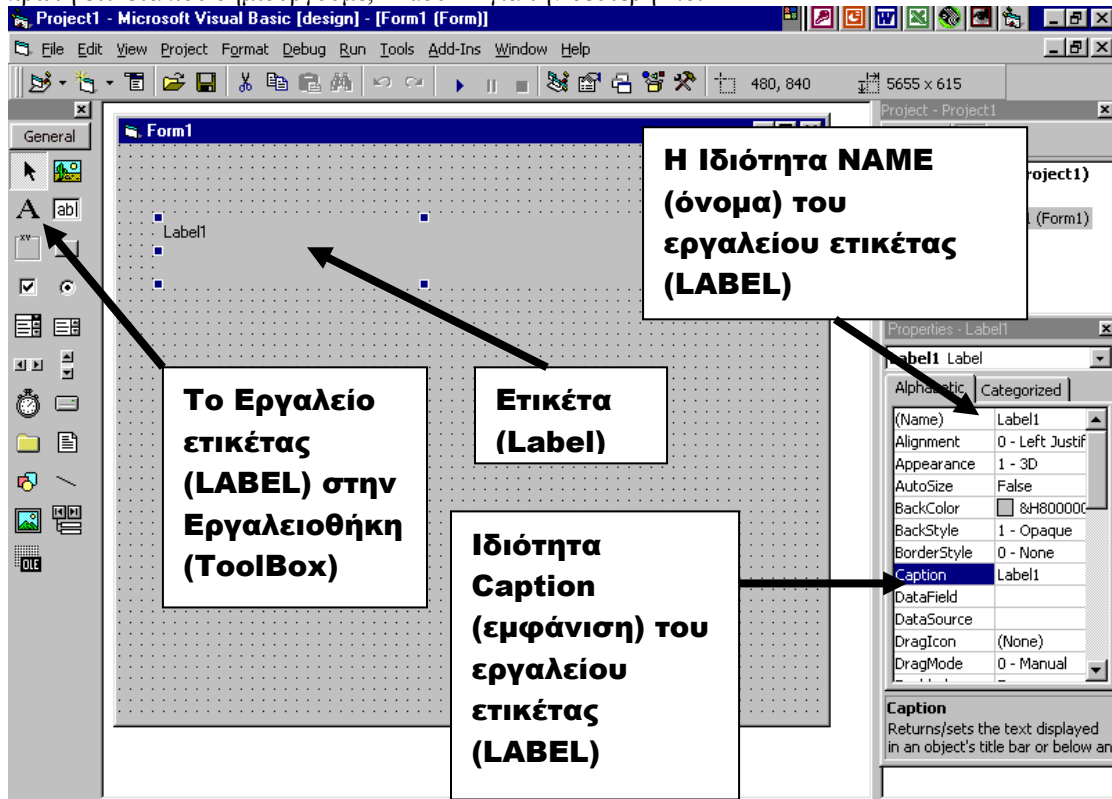 Project1 - Microsoft Visual Basic [design] - [Form1 (Form)]
File Edit View Project Format Debug Run Tools Add-Ins Window Help
480, 840
5655 x 615
General
Form1
Label1
Project - Project1
roject1)
(Form1)
Η Ιδιότητα NAME
(όνομα) του
εργαλείου ετικέτας
(LABEL)
Το Εργαλείο
ετικέτας
(LABEL) στην
Εργαλειοθήκη
(ToolBox)
Ετικέτα
(Label)
Ιδιότητα
Caption
(εμφάνιση) του
εργαλείου
ετικέτας
(LABEL)
Properties - Label1
Label1 Label
Alphabetic Categorized
(Name) Label1
Alignment 0 - Left Justif
Appearance 1 - 3D
AutoSize False
BackColor &H800000
BackStyle 1 - Opaque
BorderStyle 0 - None
Caption Label1
DataField
DataSource
DragIcon (None)
DragMode 0 - Manual
Caption
Returns/sets the text displayed
in an object's title bar or below an
OLE